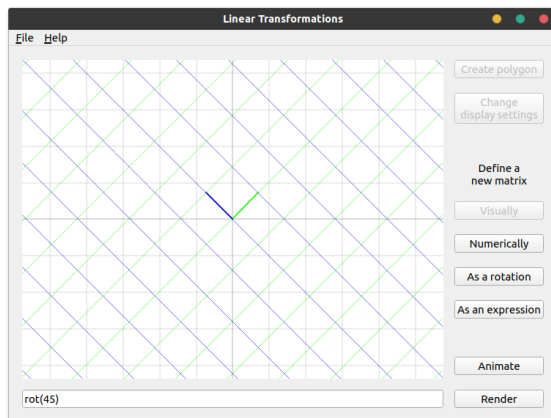 Linear Transformations
File Help
Create polygon
Change
display settings
Define a
new matrix
Visually
Numerically
As a rotation
As an expression
Animate
rot(45)
Render